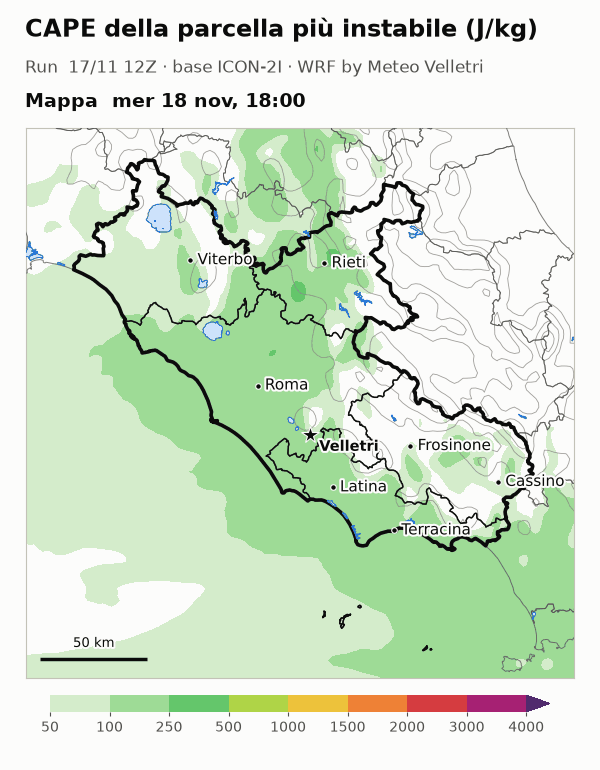 CAPE della parcella più instabile (J/kg)
Run  17/11 12Z · base ICON-2I · WRF by Meteo Velletri
Mappa  mer 18 nov, 18:00
Viterbo
Rieti
Roma
Velletri
Frosinone
Latina
Cassino
Terracina
50 km
50 100 250 500 1000 1500 2000 3000 4000